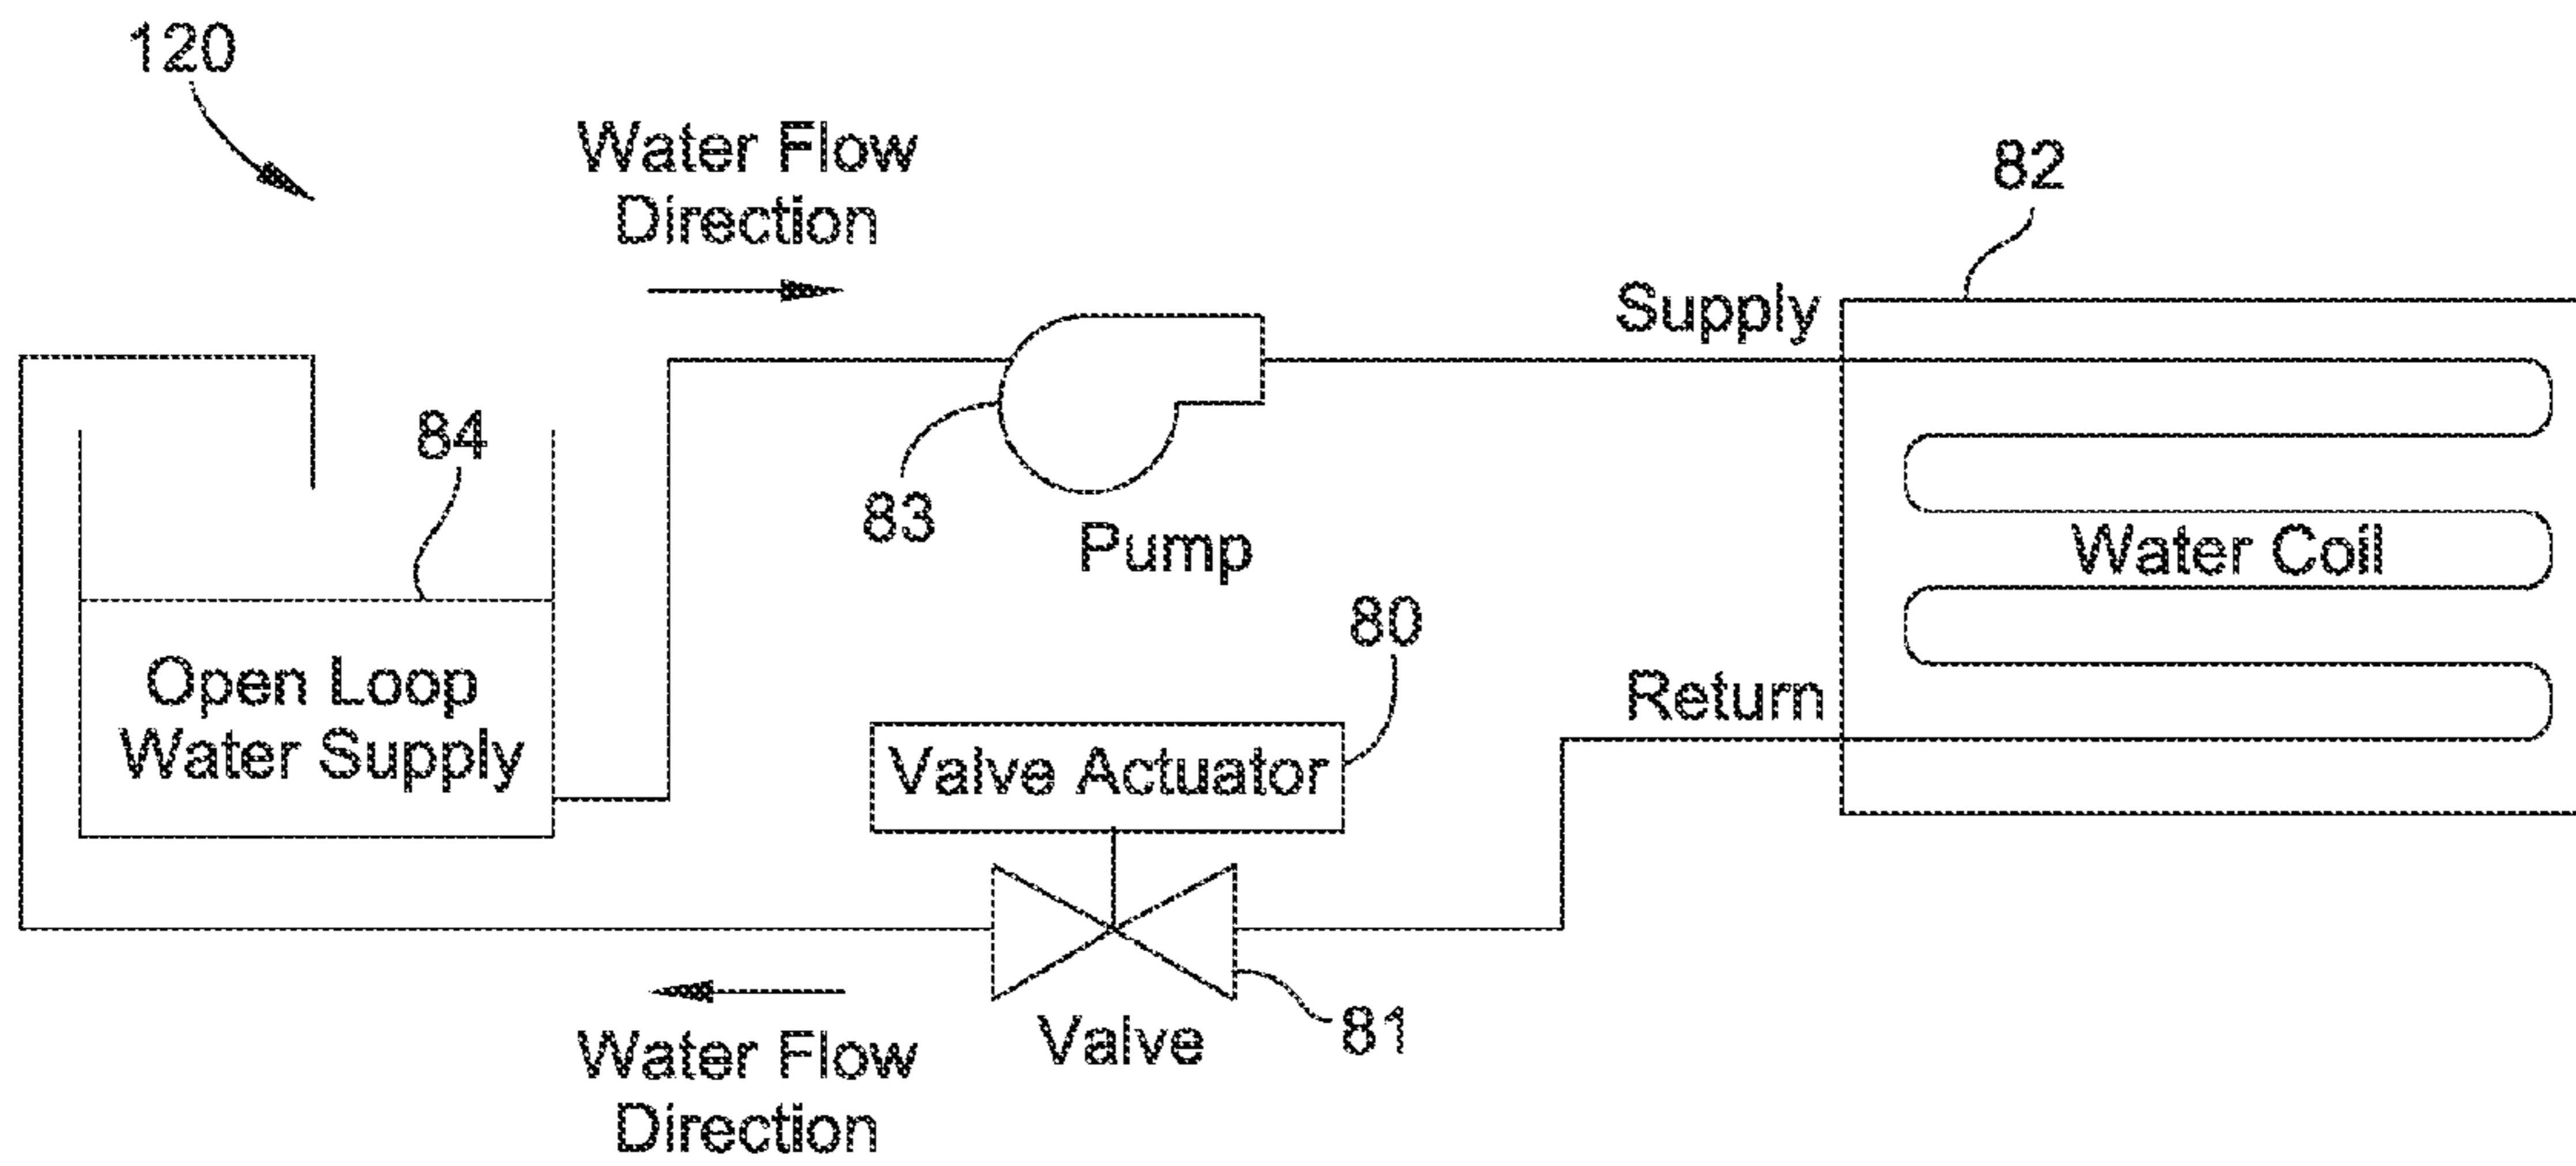 120
Water Flow
Direction
82
Supply
84
83
Pump
Water Coil
80
Open Loop
Water Supply
Return
Valve Actuator
81
Valve
Water Flow
Direction